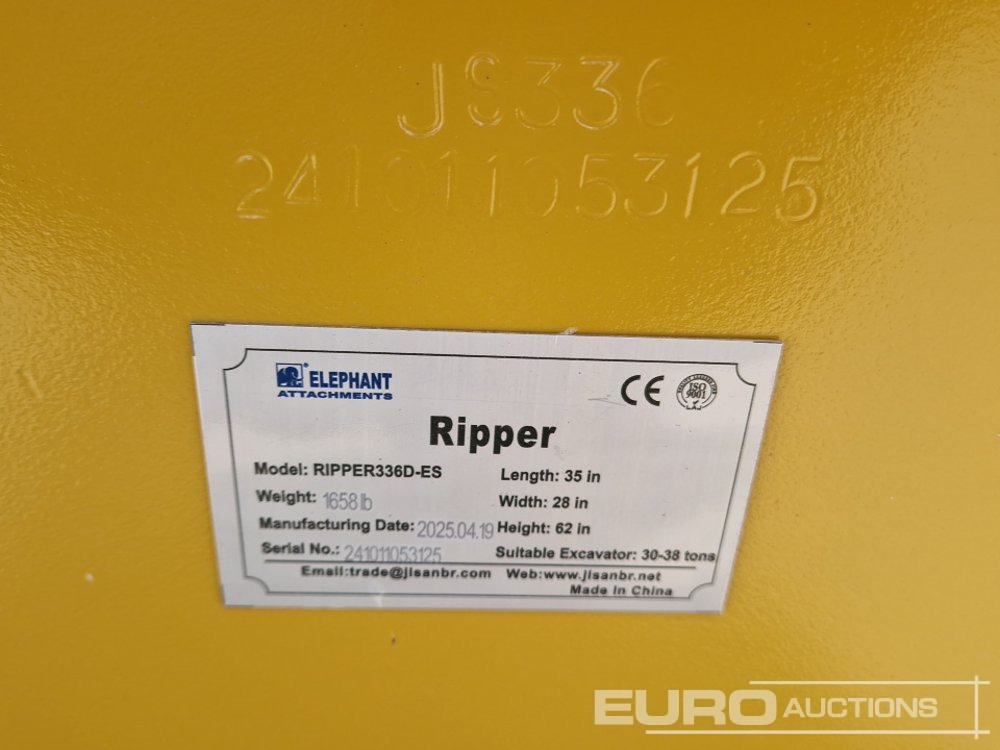 JS336
241011053125
ELEPHANT
ATTACHMENTS
CE
ISO
9001
Ripper
Model: RIPPER336D-ES
Weight: 1658lb
Manufacturing Date: 2025.04.19
Serial No.: 241011053125
Length: 35 in
Width: 28 in
Height: 62 in
Suitable Excavator: 30-38 tons
Email:trade@jisanbr.com Web:www.jisanbr.net
Made in China
EURO AUCTIONS